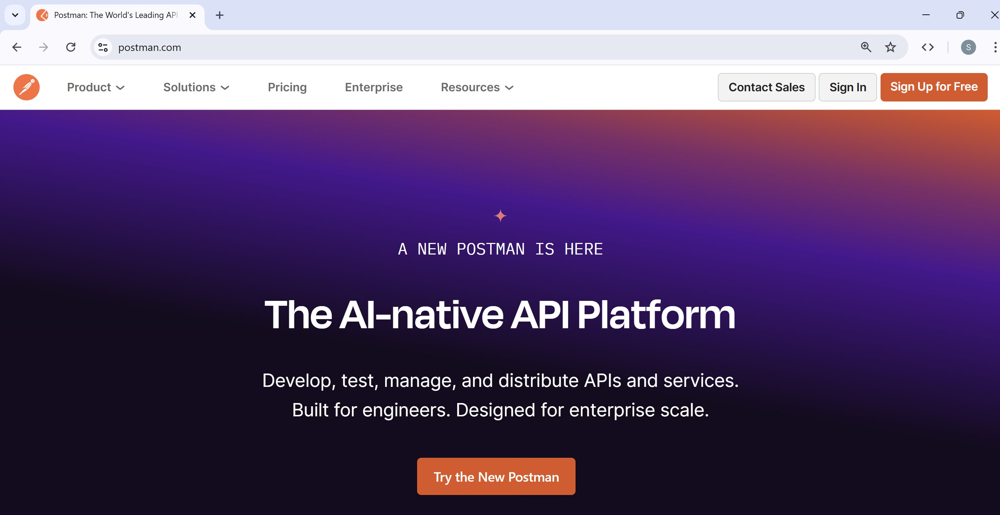 Postman: The World's Leading API
postman.com
S
Product
Solutions
Pricing
Enterprise
Resources
Contact Sales
Sign In
Sign Up for Free
A NEW POSTMAN IS HERE
The AI-native API Platform
Develop, test, manage, and distribute APIs and services.
Built for engineers. Designed for enterprise scale.
Try the New Postman